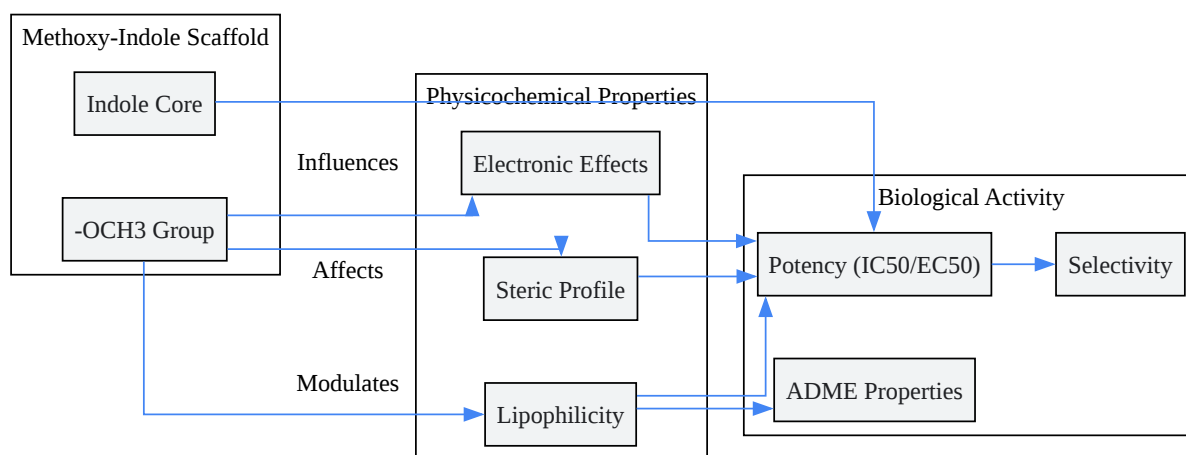 Methoxy-Indole Scaffold
Indole Core
-OCH3 Group
Influences
Affects
Modulates
Physicochemical Properties
Electronic Effects
Steric Profile
Lipophilicity
Biological Activity
Potency (IC50/EC50)
Selectivity
ADME Properties